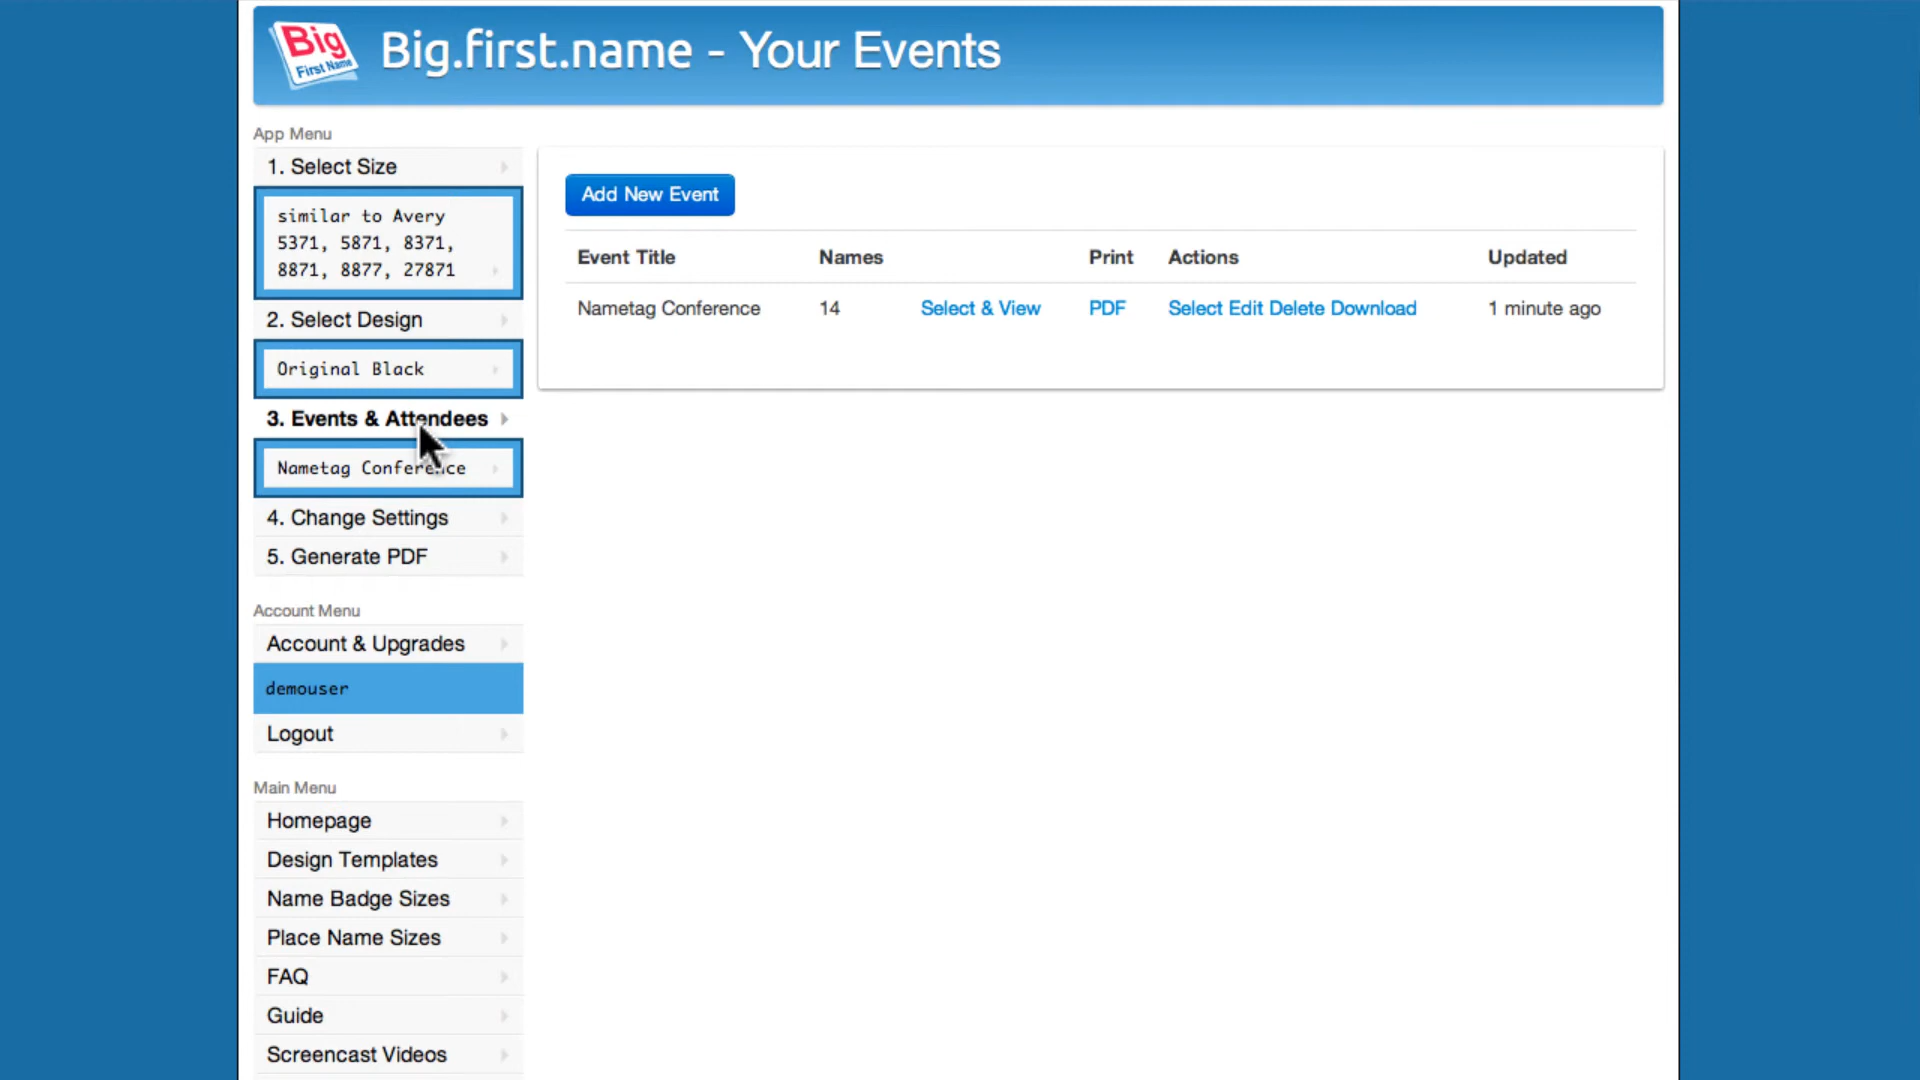 Big
First Name
Big.first.name - Your Events
App Menu
1. Select Size
similar to Avery
5371, 5871, 8371,
8871, 8877, 27871
2. Select Design
Original Black
3. Events & Attendees
Nametag Conference
4. Change Settings
5. Generate PDF
Account Menu
Account & Upgrades
demouser
Logout
Main Menu
Homepage
Design Templates
Name Badge Sizes
Place Name Sizes
FAQ
Guide
Screencast Videos
Add New Event
Event Title Names Print Actions Updated
Nametag Conference 14 Select & View PDF Select Edit Delete Download 1 minute ago